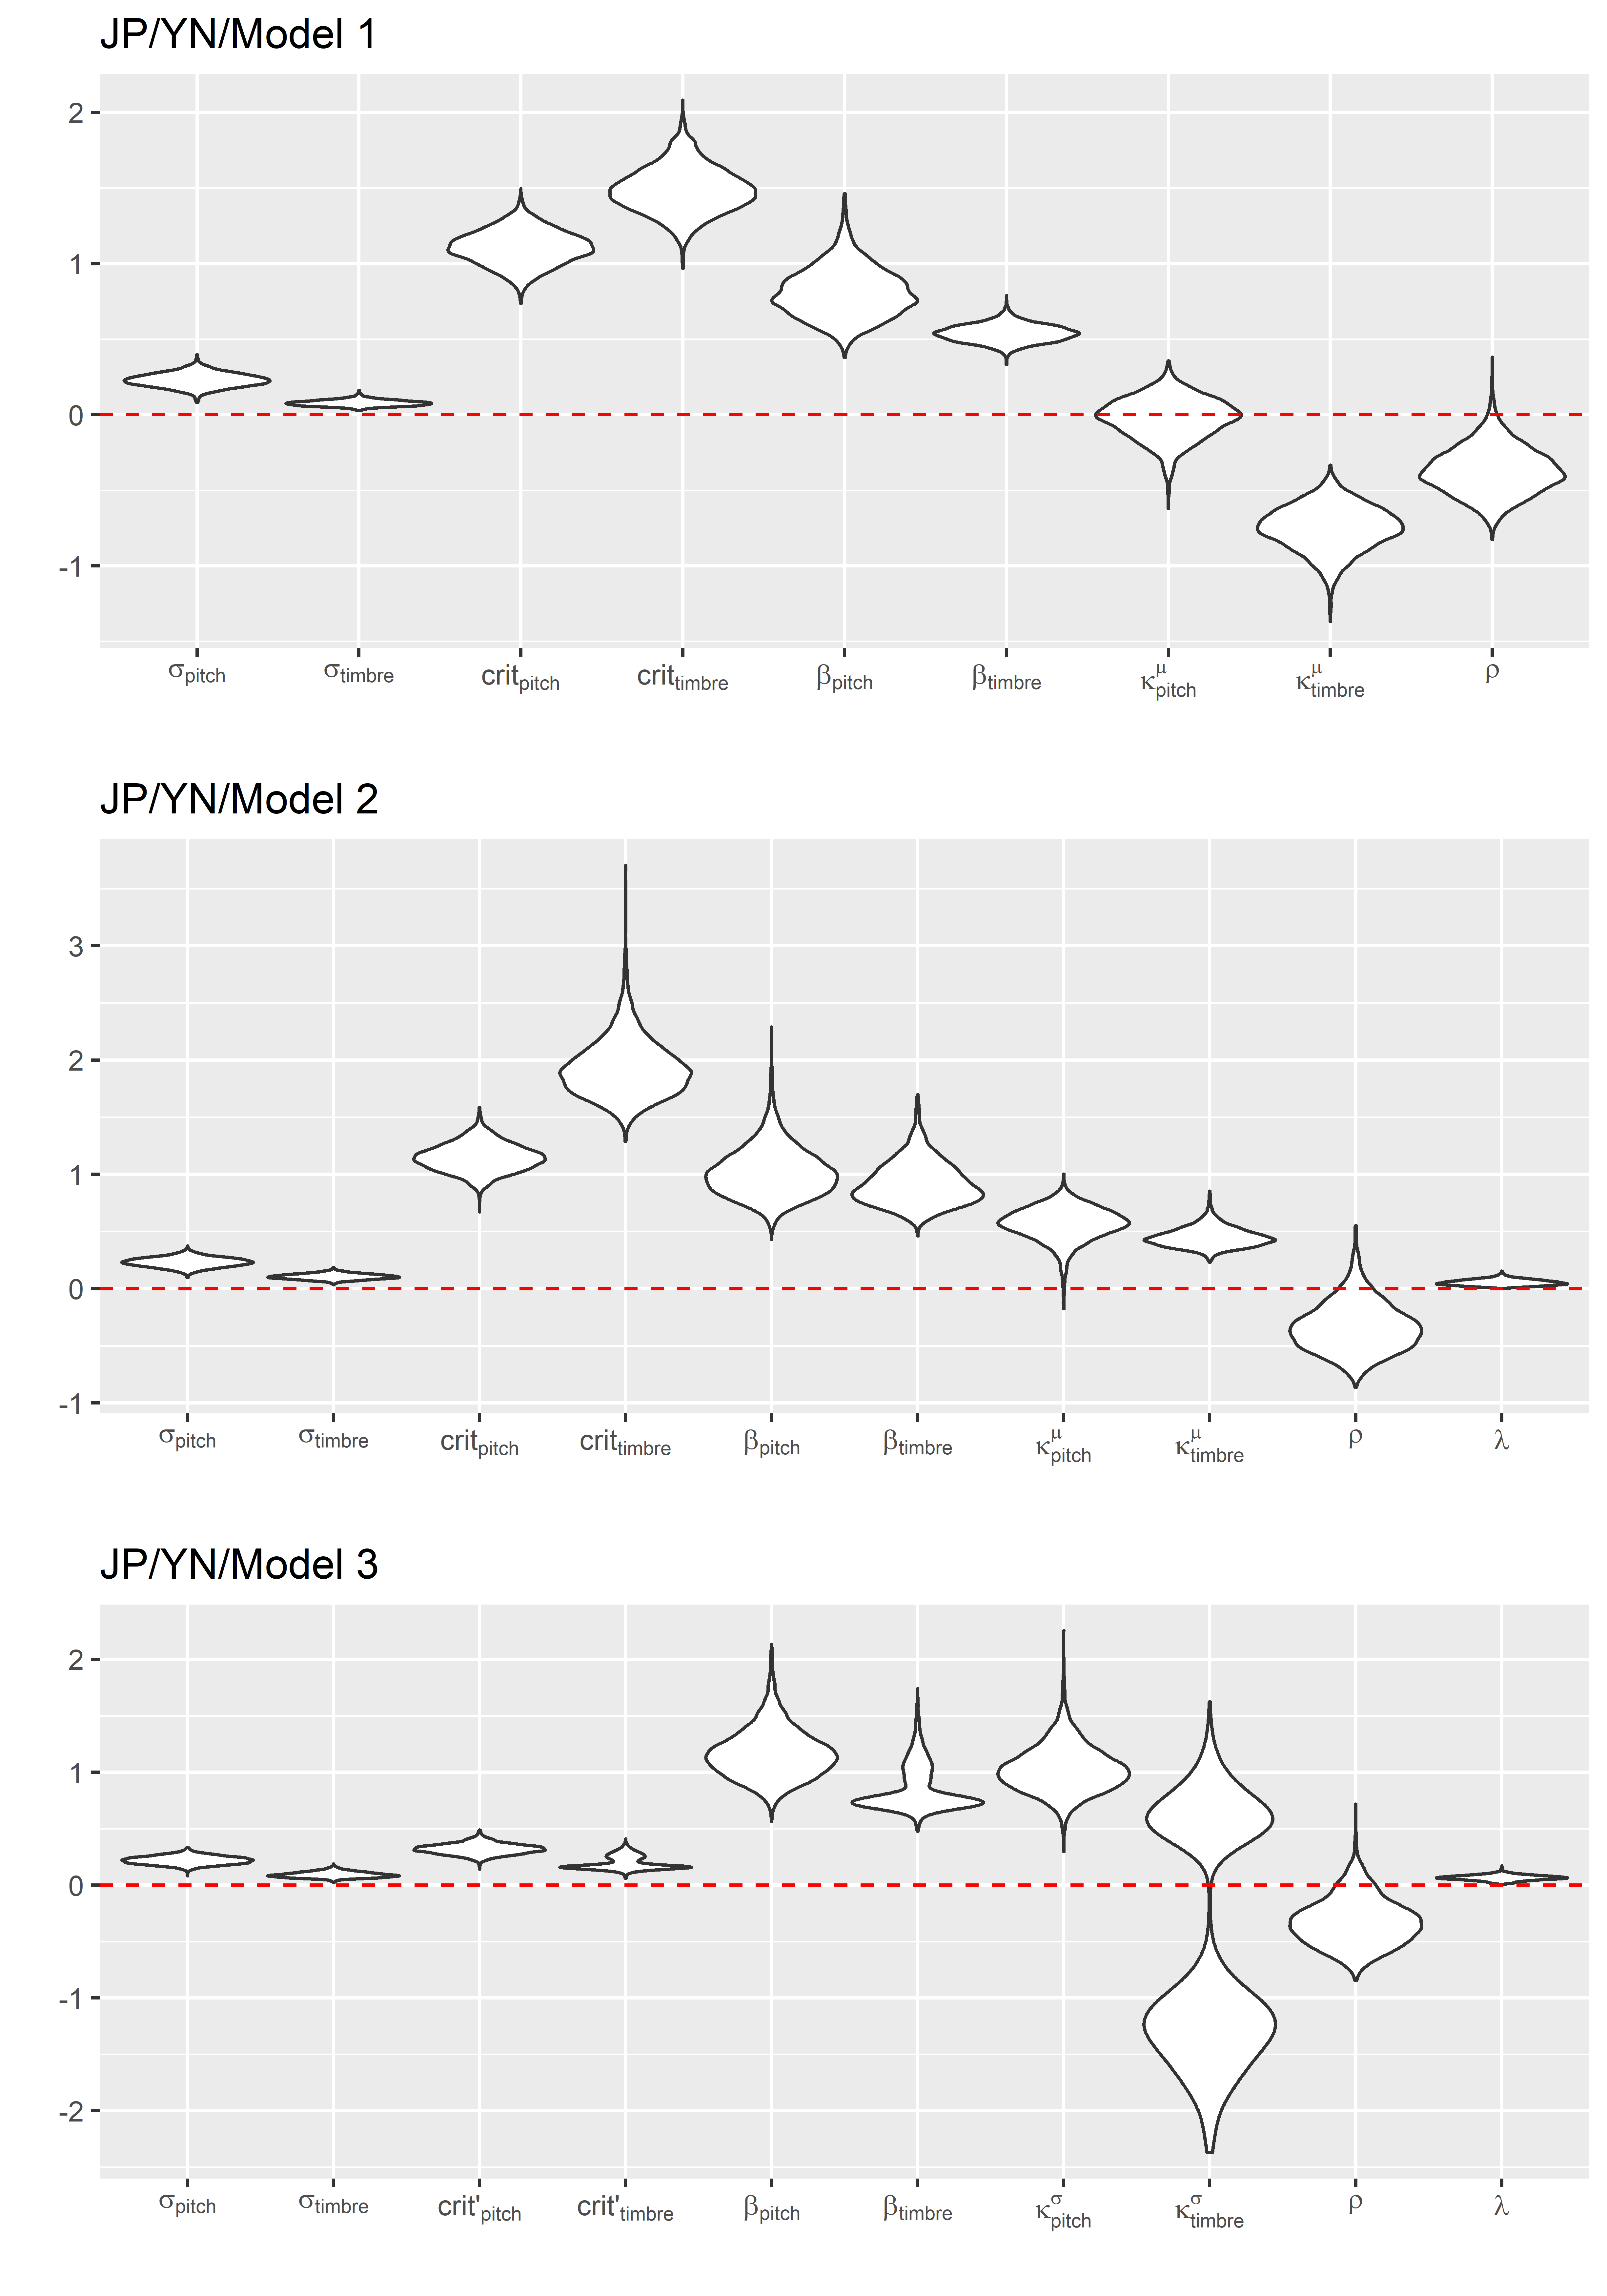 JP/YN/Model 1
2
1
0
-1
σpitch σtimbre critpitch crittimbre βpitch βtimbre κμpitch κμtimbre ρ
JP/YN/Model 2
3
2
1
0
-1
σpitch σtimbre critpitch crittimbre βpitch βtimbre κμpitch κμtimbre ρ λ
JP/YN/Model 3
2
1
0
-1
-2
σpitch σtimbre crit'pitch crit'timbre βpitch βtimbre κσpitch κσtimbre ρ λ